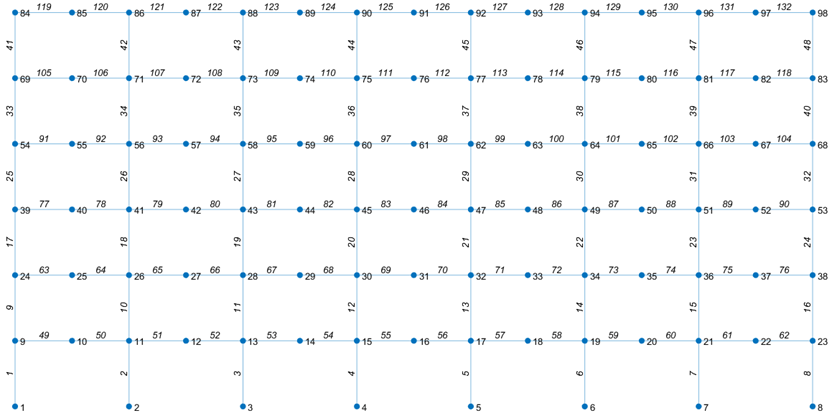 119 120 121 122 123 124 125 126 127 128 129 130 131 132
84 85 86 87 88 89 90 91 92 93 94 95 96 97 98
41 42 43 44 45 46 47 48
105 106 107 108 109 110 111 112 113 114 115 116 117 118
69 70 71 72 73 74 75 76 77 78 79 80 81 82 83
33 34 35 36 37 38 39 40
91 92 93 94 95 96 97 98 99 100 101 102 103 104
54 55 56 57 58 59 60 61 62 63 64 65 66 67 68
25 26 27 28 29 30 31 32
77 78 79 80 81 82 83 84 85 86 87 88 89 90
39 40 41 42 43 44 45 46 47 48 49 50 51 52 53
17 18 19 20 21 22 23 24
63 64 65 66 67 68 69 70 71 72 73 74 75 76
24 25 26 27 28 29 30 31 32 33 34 35 36 37 38
9 10 11 12 13 14 15 16
49 50 51 52 53 54 55 56 57 58 59 60 61 62
9 10 11 12 13 14 15 16 17 18 19 20 21 22 23
1 2 3 4 5 6 7 8
1 2 3 4 5 6 7 8